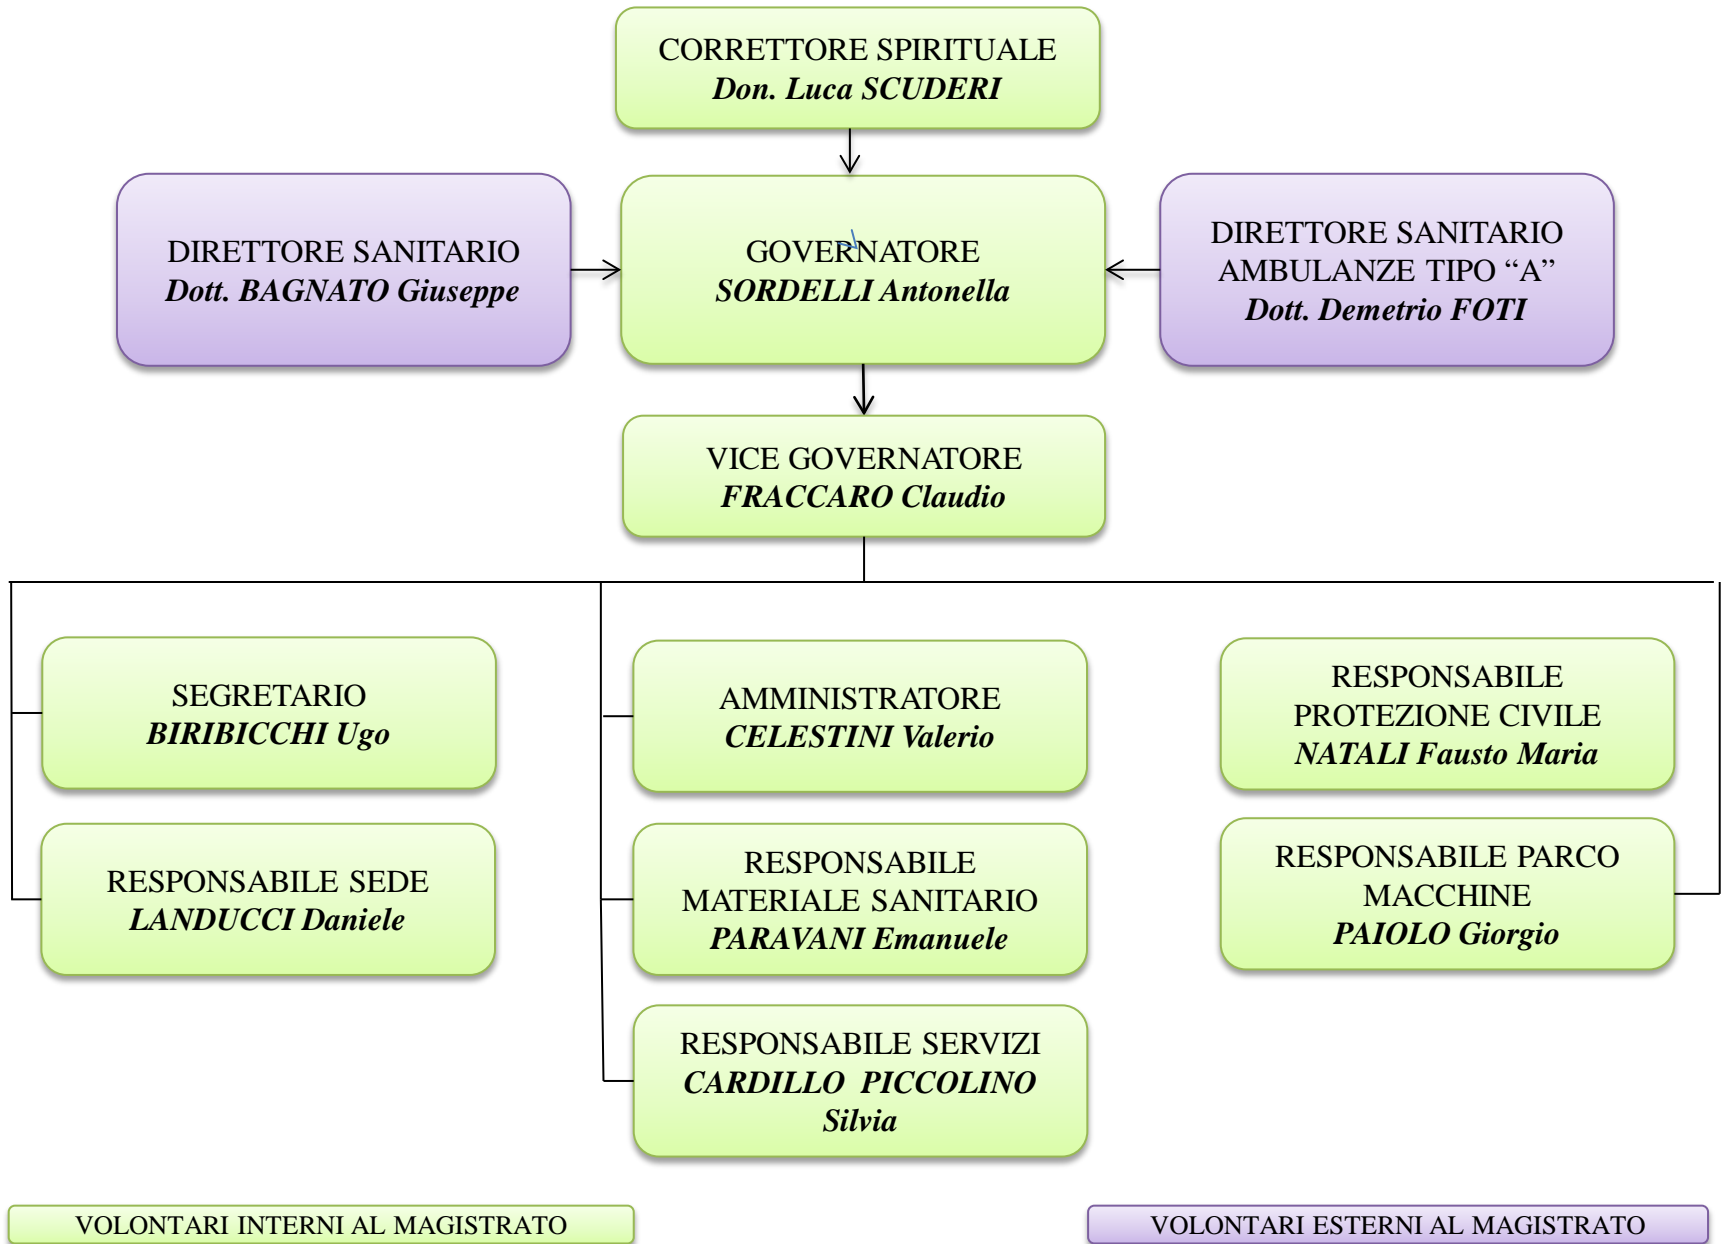 CORRETTORE SPIRITUALE
Don. Luca SCUDERI
DIRETTORE SANITARIO
Dott. BAGNATO Giuseppe
GOVERNATORE
SORDELLI Antonella
DIRETTORE SANITARIO
AMBULANZE TIPO “A”
Dott. Demetrio FOTI
VICE GOVERNATORE
FRACCARO Claudio
SEGRETARIO
BIRIBICCHI Ugo
AMMINISTRATORE
CELESTINI Valerio
RESPONSABILE
PROTEZIONE CIVILE
NATALI Fausto Maria
RESPONSABILE SEDE
LANDUCCI Daniele
RESPONSABILE
MATERIALE SANITARIO
PARAVANI Emanuele
RESPONSABILE PARCO
MACCHINE
PAIOLO Giorgio
RESPONSABILE SERVIZI
CARDILLO PICCOLINO
Silvia
VOLONTARI INTERNI AL MAGISTRATO
VOLONTARI ESTERNI AL MAGISTRATO